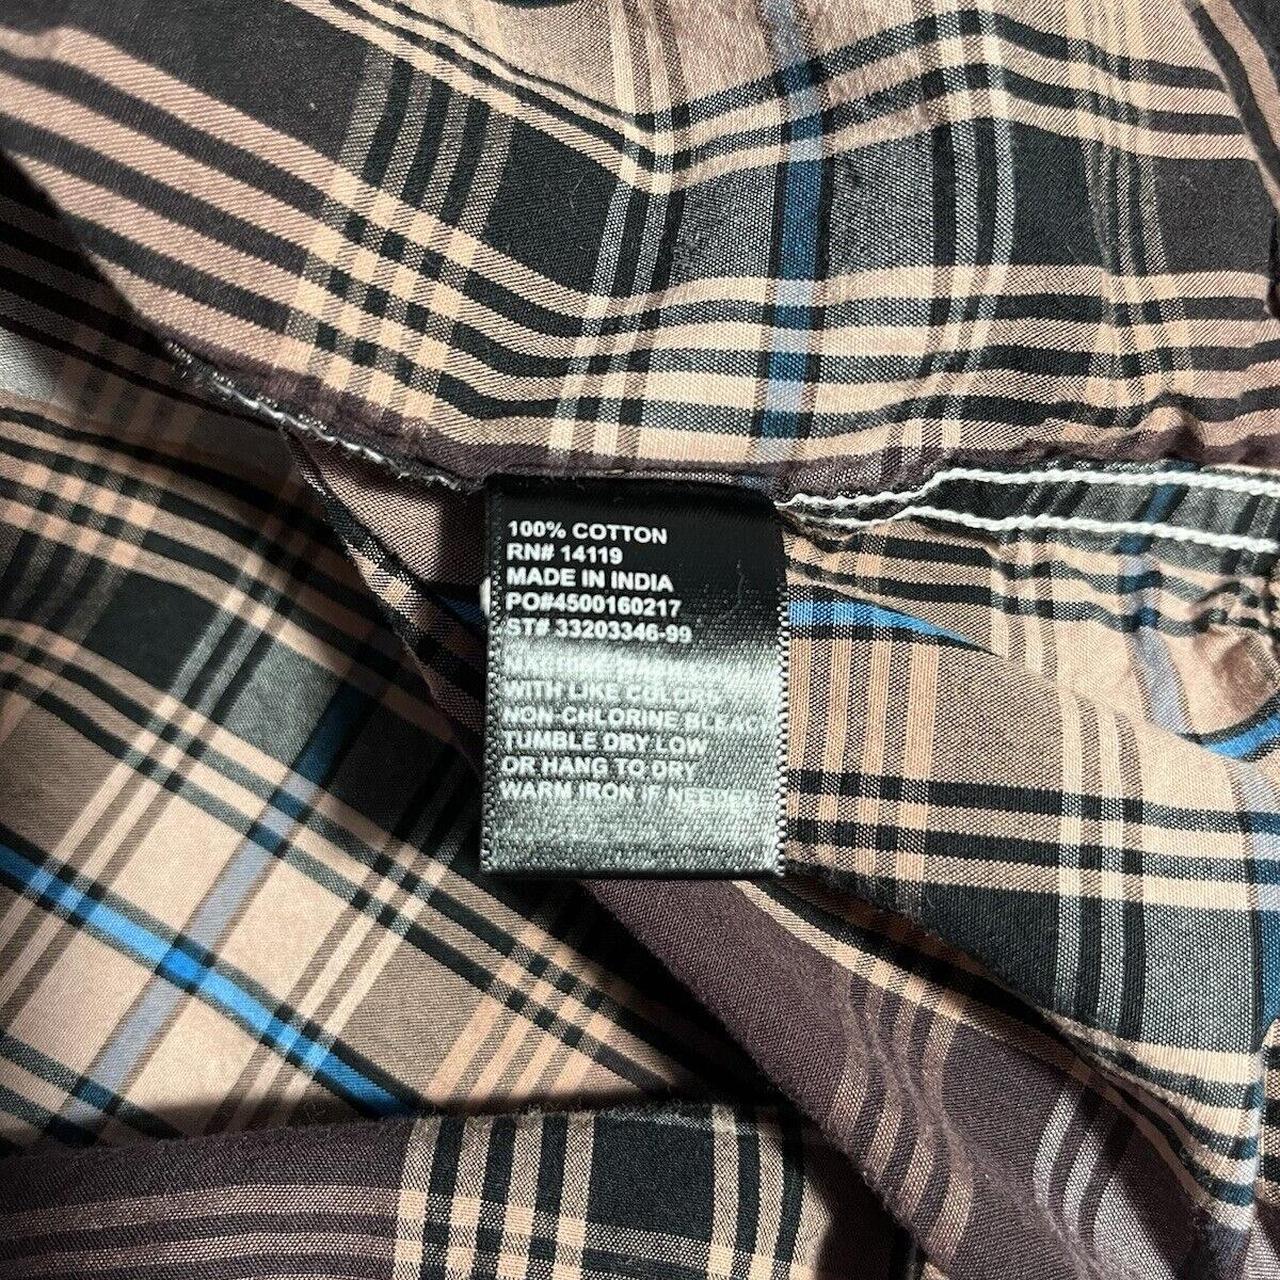 100% COTTON
RN# 14119
MADE IN INDIA
PO#4500160217
ST# 33203346-99
MACHINE
WITH LIKE COLORS
NON-CHLORINE BLEACH
TUMBLE DRY LOW
OR HANG TO DRY
WARM IRON IF NEEDED